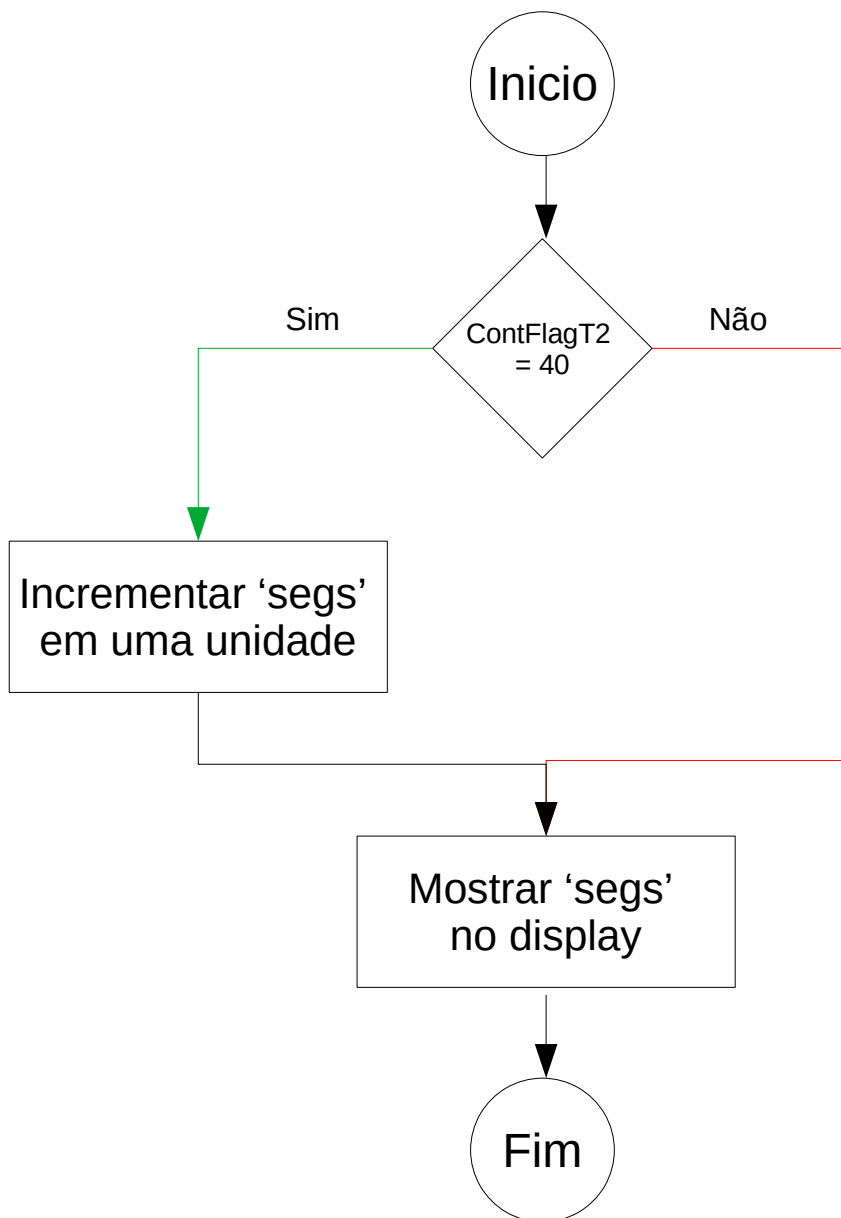 Inicio
Sim
Não
ContFlagT2
= 40
Incrementar ‘segs’
em uma unidade
Mostrar ‘segs’
no display
Fim